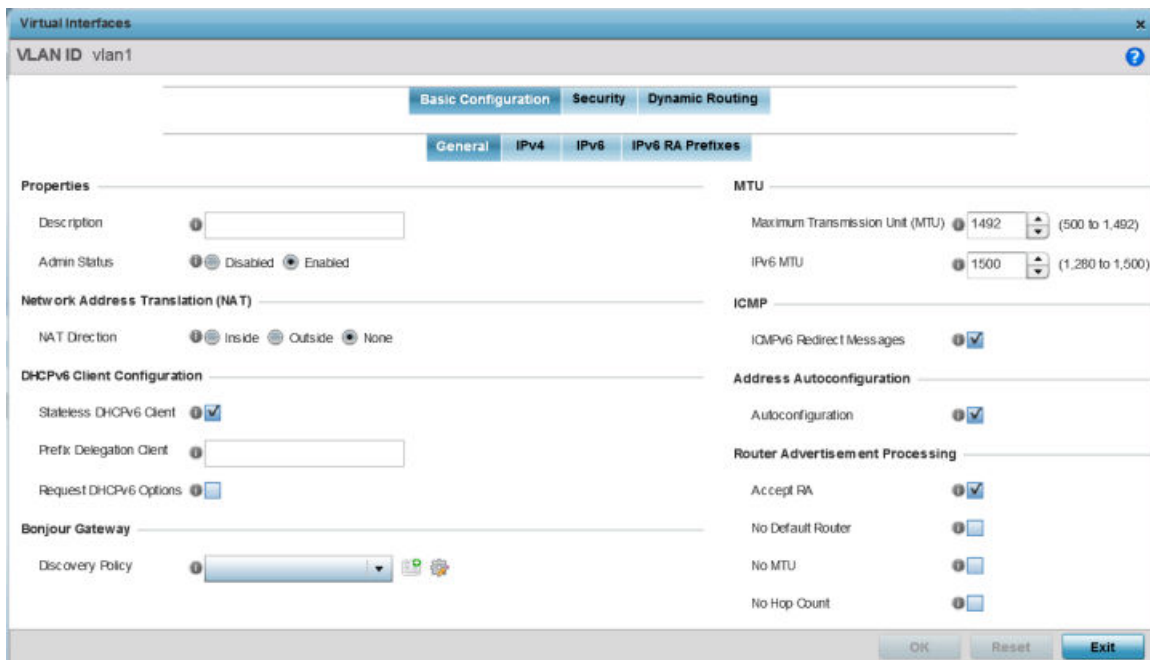 Virtual Interfaces
VLAN ID vlan1
Basic Configuration Security Dynamic Routing
General IPv4 IPv6 IPv6 RA Prefixes
Properties
Description
Admin Status Disabled Enabled
Network Address Translation (NAT)
NAT Direction Inside Outside None
DHCPv6 Client Configuration
Stateless DHCPv6 Client
Prefix Delegation Client
Request DHCPv6 Options
Bonjour Gateway
Discovery Policy
MTU
Maximum Transmission Unit (MTU) 1492 (500 to 1,492)
IPv6 MTU 1500 (1,280 to 1,500)
ICMP
ICMPv6 Redirect Messages
Address Autoconfiguration
Autoconfiguration
Router Advertisement Processing
Accept RA
No Default Router
No MTU
No Hop Count
OK Reset Exit